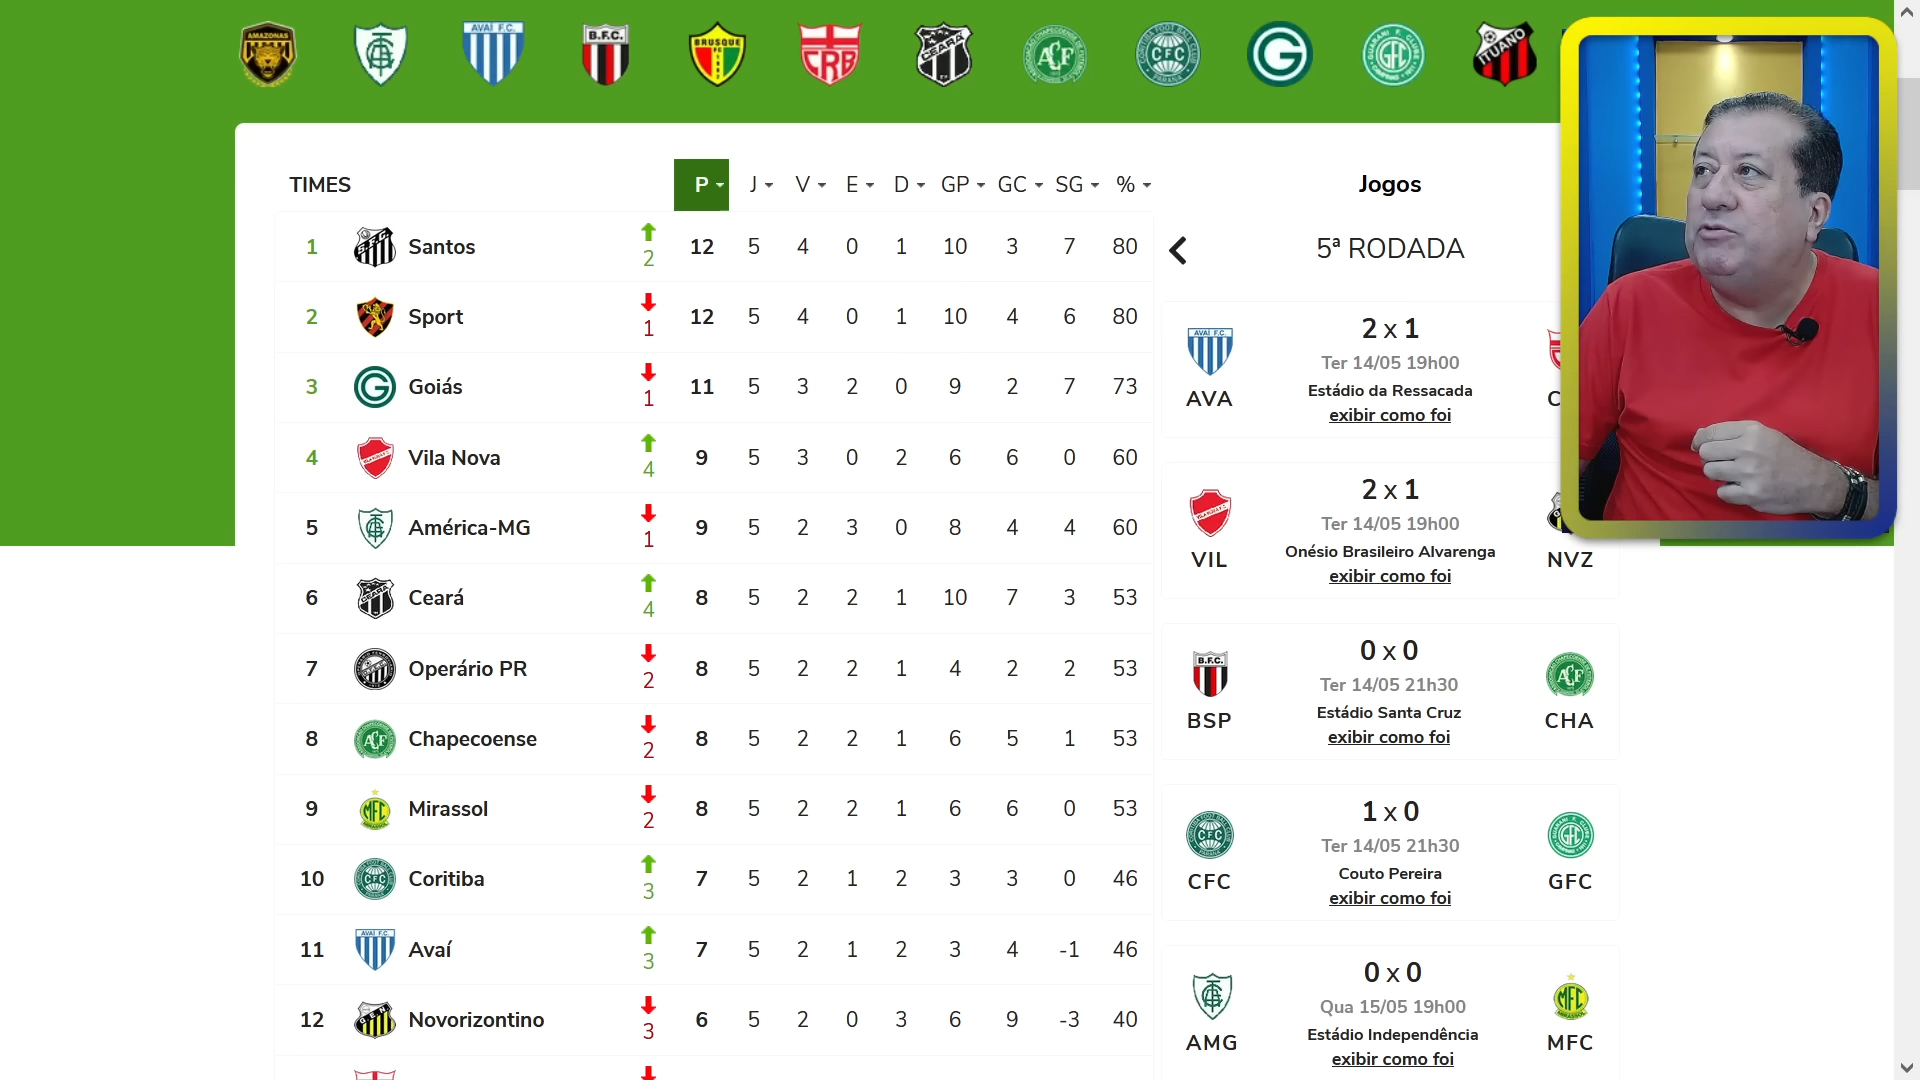 AMAZONAS
AVAÍ F.C.
B.F.C.
BRUSQUE
CRB
CEARÁ
ACF
CFC
G
GFC
ITUANO
TIMES P J V E D GP GC SG %
1 Santos 2 12 5 4 0 1 10 3 7 80
2 Sport 1 12 5 4 0 1 10 4 6 80
3 Goiás 1 11 5 3 2 0 9 2 7 73
4 Vila Nova 4 9 5 3 0 2 6 6 0 60
5 América-MG 1 9 5 2 3 0 8 4 4 60
6 Ceará 4 8 5 2 2 1 10 7 3 53
7 Operário PR 2 8 5 2 2 1 4 2 2 53
8 Chapecoense 2 8 5 2 2 1 6 5 1 53
9 Mirassol 2 8 5 2 2 1 6 6 0 53
10 Coritiba 3 7 5 2 1 2 3 3 0 46
11 Avaí 3 7 5 2 1 2 3 4 -1 46
12 Novorizontino 3 6 5 2 0 3 6 9 -3 40
Jogos
5ª RODADA
2 x 1
Ter 14/05 19h00
Estádio da Ressacada
AVA C
exibir como foi
2 x 1
Ter 14/05 19h00
Onésio Brasileiro Alvarenga
VIL NVZ
exibir como foi
0 x 0
Ter 14/05 21h30
Estádio Santa Cruz
BSP CHA
exibir como foi
1 x 0
Ter 14/05 21h30
Couto Pereira
CFC GFC
exibir como foi
0 x 0
Qua 15/05 19h00
Estádio Independência
AMG MFC
exibir como foi